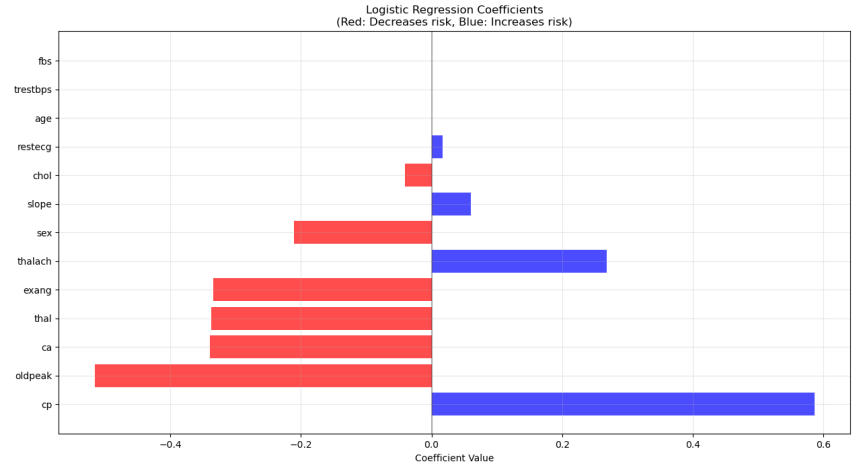 Logistic Regression Coefficients
(Red: Decreases risk, Blue: Increases risk)
fbs
trestbps
age
restecg
chol
slope
sex
thalach
exang
thal
ca
oldpeak
cp
−0.4 −0.2 0.0 0.2 0.4 0.6
Coefficient Value